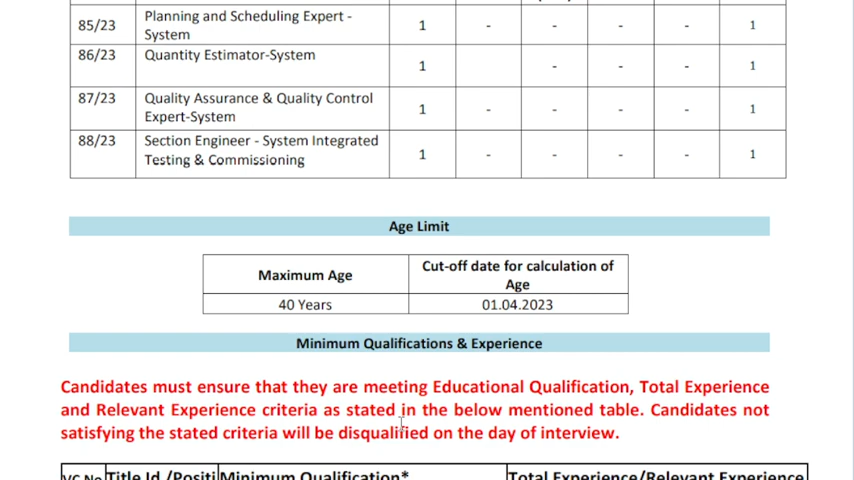 85/23 Planning and Scheduling Expert - System 1 - - - - 1
86/23 Quantity Estimator-System 1 - - - 1
87/23 Quality Assurance & Quality Control Expert-System 1 - - - - 1
88/23 Section Engineer - System Integrated Testing & Commissioning 1 - - - - 1
Age Limit
Maximum Age Cut-off date for calculation of Age
40 Years 01.04.2023
Minimum Qualifications & Experience
Candidates must ensure that they are meeting Educational Qualification, Total Experience
and Relevant Experience criteria as stated in the below mentioned table. Candidates not
satisfying the stated criteria will be disqualified on the day of interview.
VC No Title Id /Positi Minimum Qualification* Total Experience/Relevant Experience